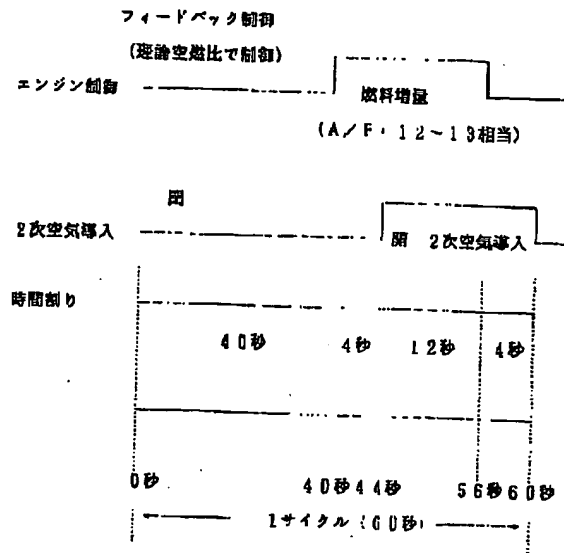 フィードバック制御
(理論空燃比で制御)
エンジン制御
燃料増量
(A/F・12～13相当)
閉
2次空気導入
開 2次空気導入
時間割り
40秒 4秒 12秒 4秒
0秒 40秒44秒 56秒60秒
1サイクル(60秒)